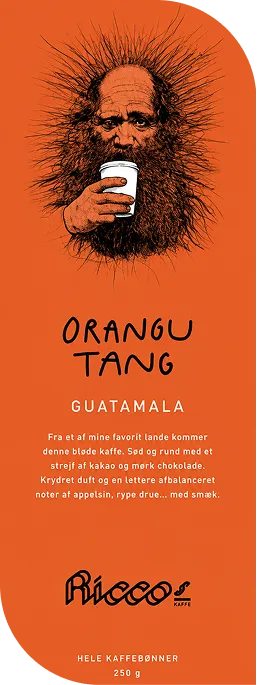 ORANGU
TANG
GUATAMALA
Fra et af mine favorit lande kommer
denne bløde kaffe. Sød og rund med et
strejf af kakao og mørk chokolade.
Krydret duft og en lettere afbalanceret
noter af appelsin, rype drue... med smæk.
Ricco's
KAFFE
HELE KAFFEBØNNER
250 g